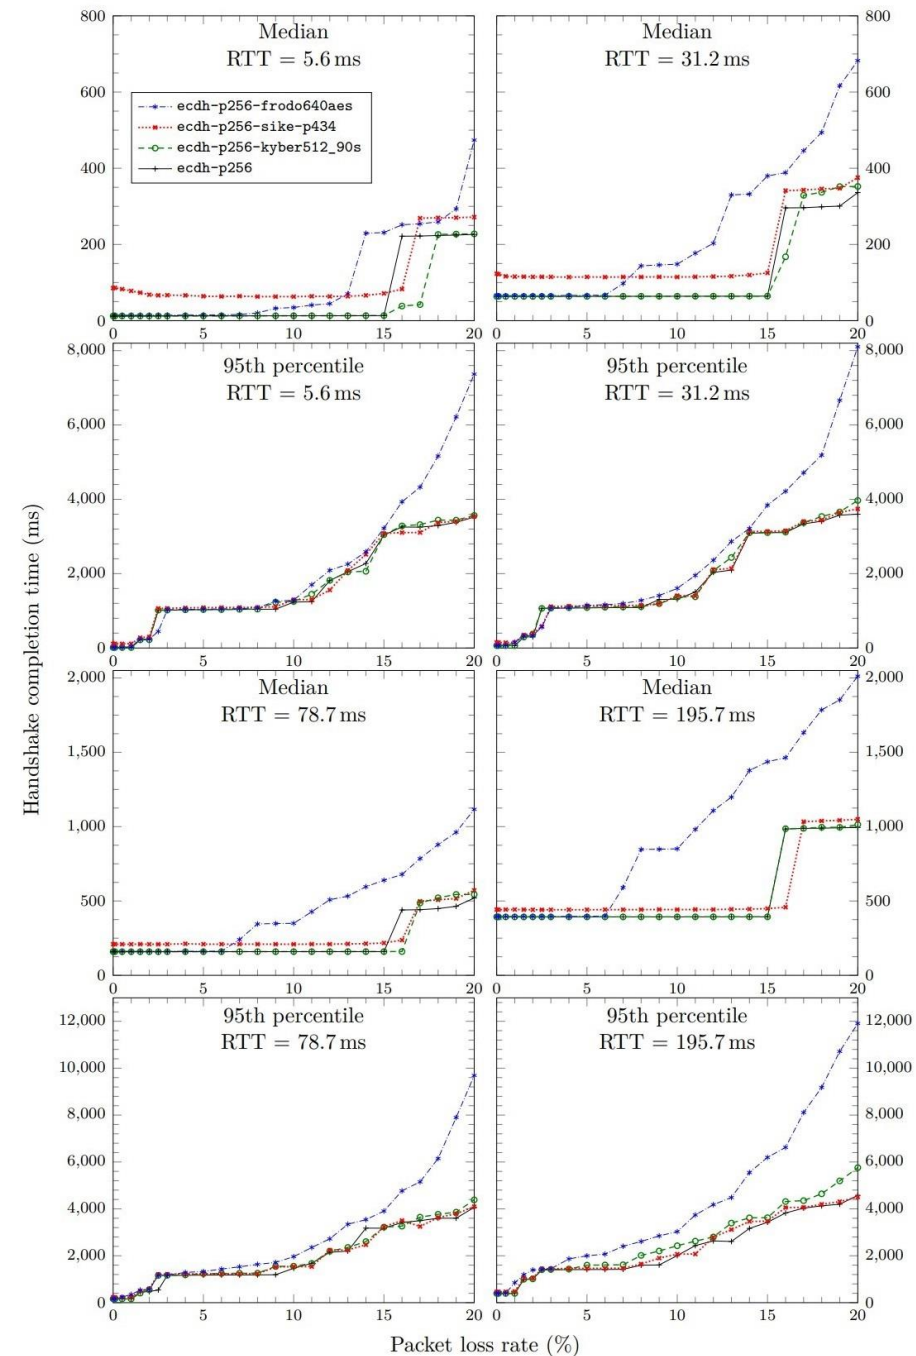 800
600
400
200
0
Median
RTT = 5.6 ms
ecdh-p256-frodo640aes
ecdh-p256-sike-p434
ecdh-p256-kyber512_90s
ecdh-p256
0 5 10 15 20
Median
RTT = 31.2 ms
800
600
400
200
0
0 5 10 15 20
8,000
6,000
4,000
2,000
0
95th percentile
RTT = 5.6 ms
0 5 10 15 20
95th percentile
RTT = 31.2 ms
8,000
6,000
4,000
2,000
0
0 5 10 15 20
Handshake completion time (ms)
2,000
1,500
1,000
500
0
Median
RTT = 78.7 ms
0 5 10 15 20
Median
RTT = 195.7 ms
2,000
1,500
1,000
500
0
0 5 10 15 20
12,000
10,000
8,000
6,000
4,000
2,000
0
95th percentile
RTT = 78.7 ms
0 5 10 15 20
95th percentile
RTT = 195.7 ms
12,000
10,000
8,000
6,000
4,000
2,000
0
0 5 10 15 20
Packet loss rate (%)